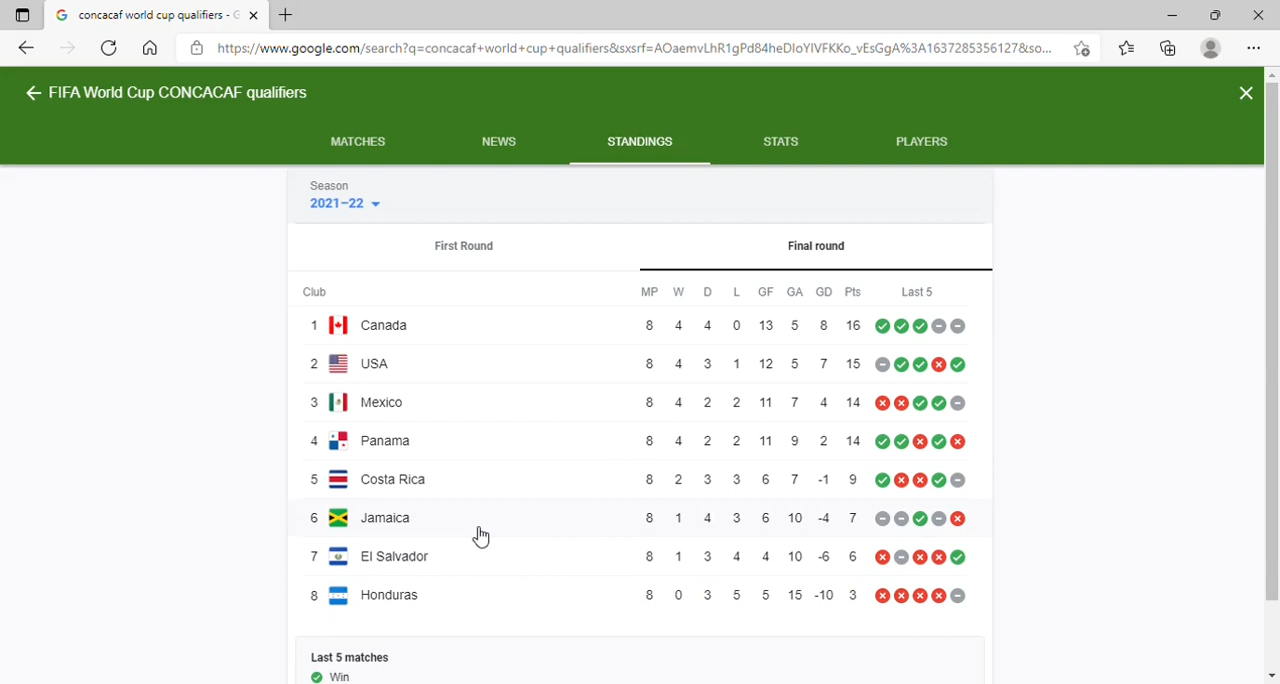 concacaf world cup qualifiers - G
https://www.google.com/search?q=concacaf+world+cup+qualifiers&sxsrf=AOaemvLhR1gPd84heDIoYIVFKKo_vEsGgA%3A1637285356127&so...
FIFA World Cup CONCACAF qualifiers
MATCHES NEWS STANDINGS STATS PLAYERS
Season
2021–22
First Round Final round
Club MP W D L GF GA GD Pts Last 5
1 Canada 8 4 4 0 13 5 8 16
2 USA 8 4 3 1 12 5 7 15
3 Mexico 8 4 2 2 11 7 4 14
4 Panama 8 4 2 2 11 9 2 14
5 Costa Rica 8 2 3 3 6 7 -1 9
6 Jamaica 8 1 4 3 6 10 -4 7
7 El Salvador 8 1 3 4 4 10 -6 6
8 Honduras 8 0 3 5 5 15 -10 3
Last 5 matches
Win